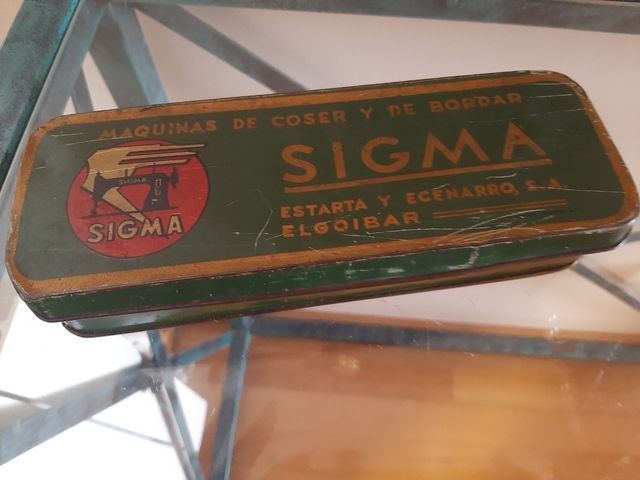 MAQUINAS DE COSER Y DE BORDAR
SIGMA
ESTARTA Y ECENARRO, S.A.
ELGOIBAR
SIGMA
SIGMA